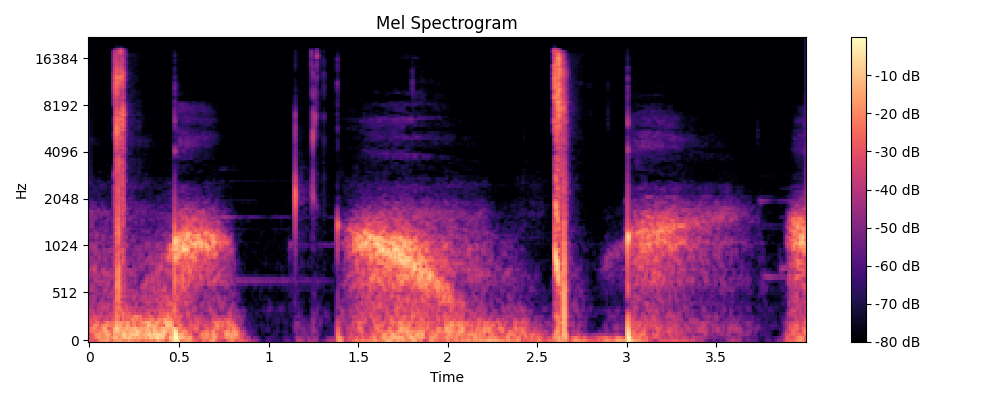 Mel Spectrogram
16384
8192
4096
2048
1024
512
0
Hz
0 0.5 1 1.5 2 2.5 3 3.5
Time
-10 dB
-20 dB
-30 dB
-40 dB
-50 dB
-60 dB
-70 dB
-80 dB